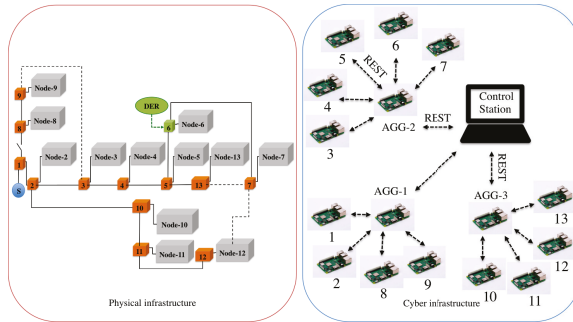 9
Node-9
8
Node-8
1
S
2
Node-2
3
Node-3
4
Node-4
DER
6
Node-6
5
Node-5
13
Node-13
7
Node-7
10
Node-10
11
Node-11
12
Node-12
Physical infrastructure
5
6
7
REST
4
3
AGG-2
REST
Control
Station
REST
AGG-1
1
2
8
9
AGG-3
13
12
11
10
Cyber infrastructure